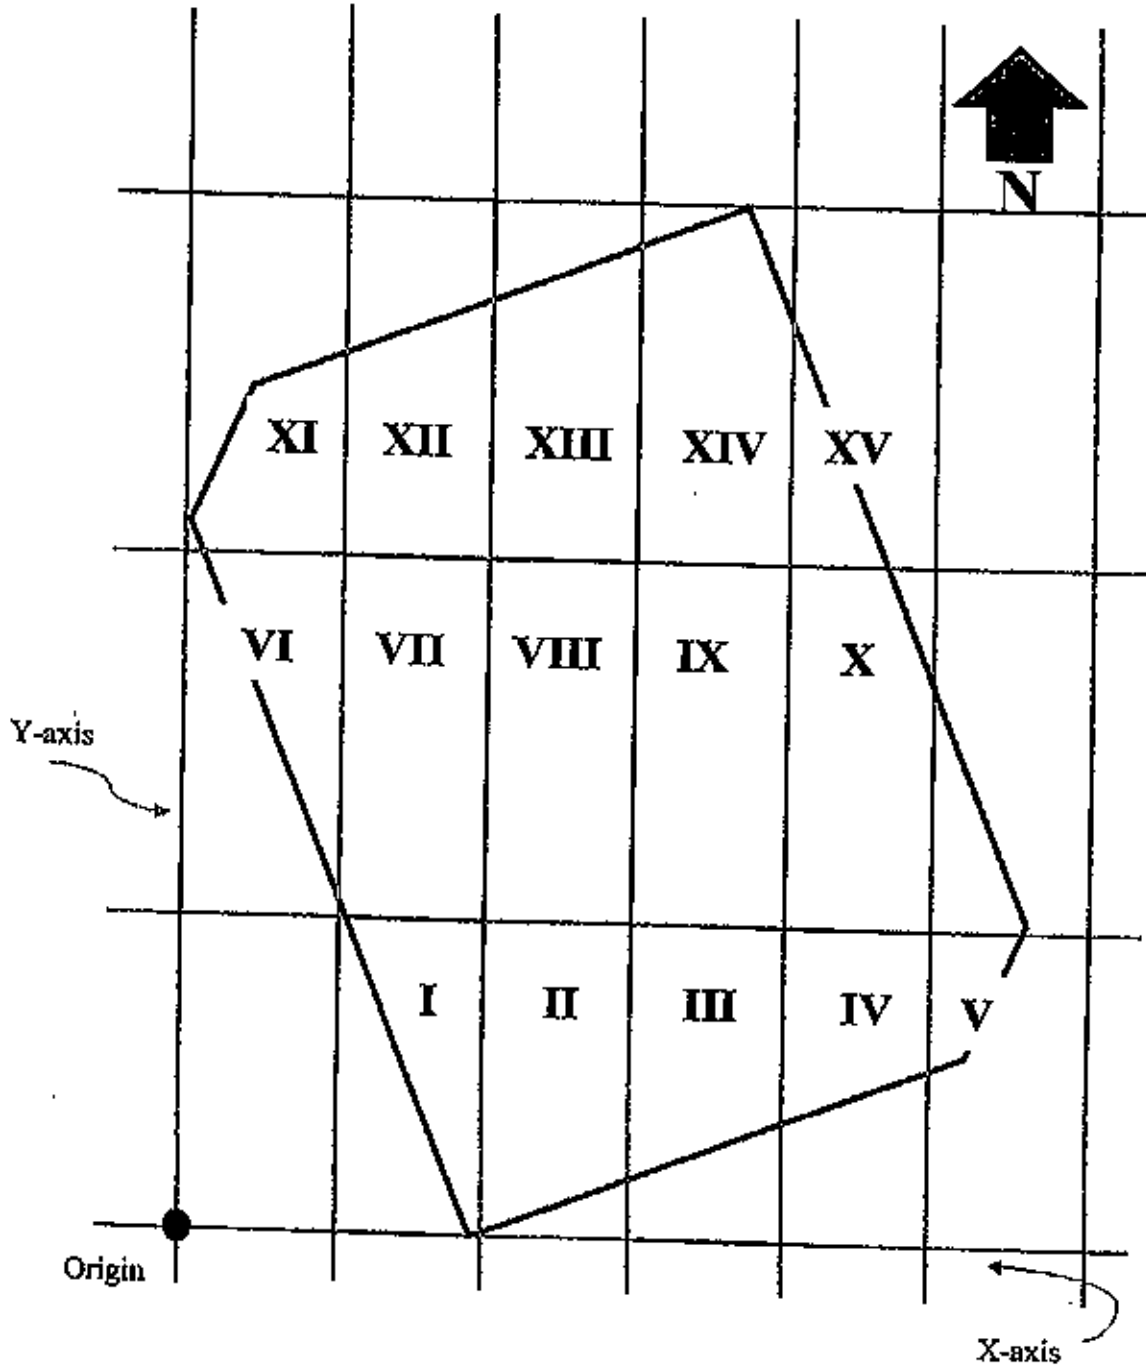 N
XI XII XIII XIV XV
VI VII VIII IX X
Y-axis
I II III IV V
Origin
X-axis